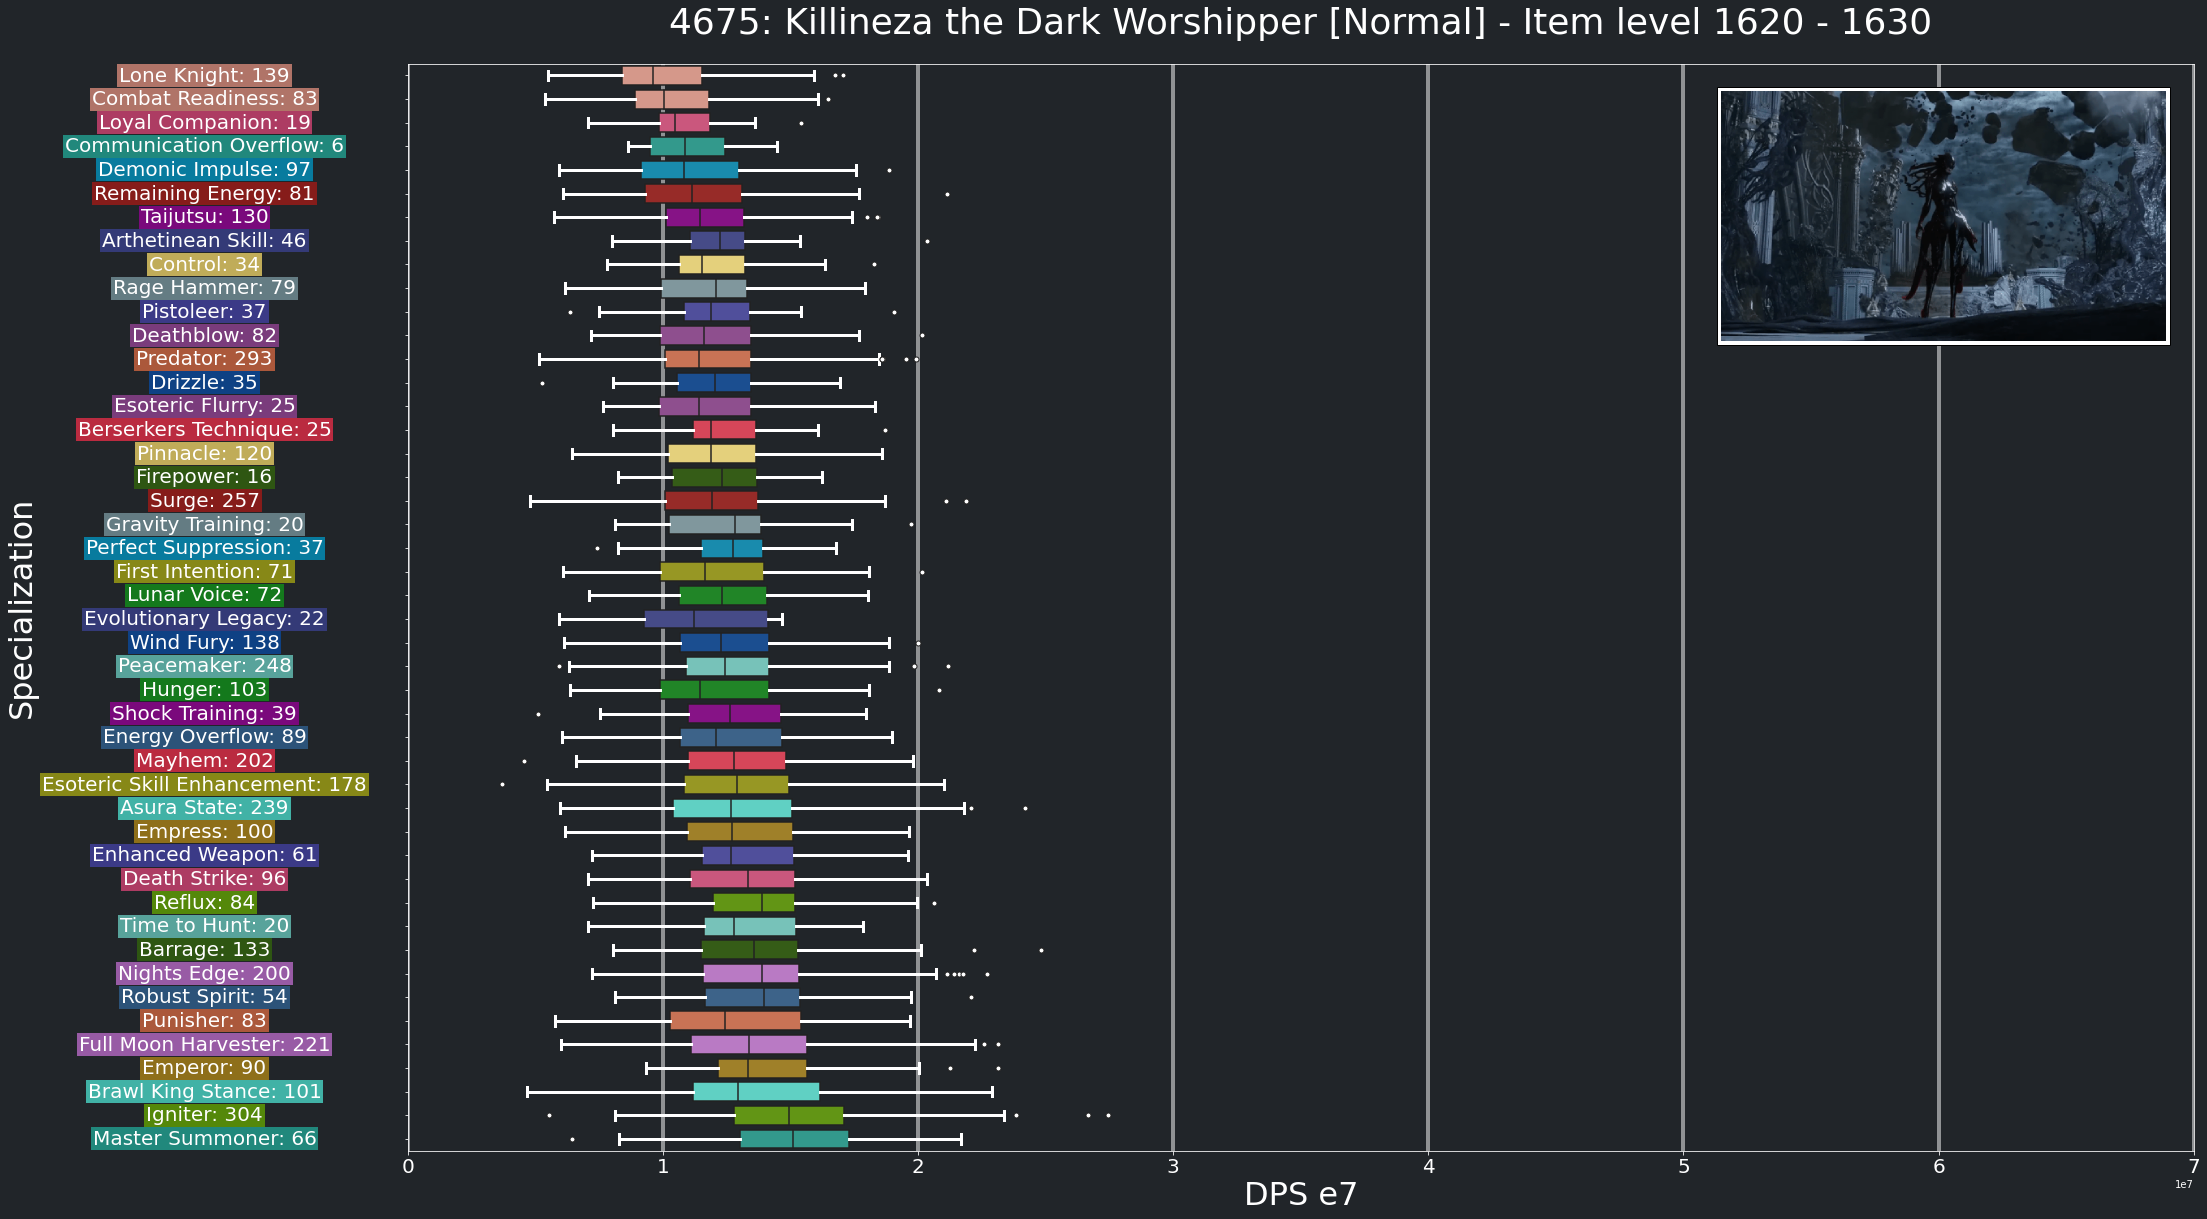 4675: Killineza the Dark Worshipper [Normal] - Item level 1620 - 1630
Specialization
Lone Knight: 139
Combat Readiness: 83
Loyal Companion: 19
Communication Overflow: 6
Demonic Impulse: 97
Remaining Energy: 81
Taijutsu: 130
Arthetinean Skill: 46
Control: 34
Rage Hammer: 79
Pistoleer: 37
Deathblow: 82
Predator: 293
Drizzle: 35
Esoteric Flurry: 25
Berserkers Technique: 25
Pinnacle: 120
Firepower: 16
Surge: 257
Gravity Training: 20
Perfect Suppression: 37
First Intention: 71
Lunar Voice: 72
Evolutionary Legacy: 22
Wind Fury: 138
Peacemaker: 248
Hunger: 103
Shock Training: 39
Energy Overflow: 89
Mayhem: 202
Esoteric Skill Enhancement: 178
Asura State: 239
Empress: 100
Enhanced Weapon: 61
Death Strike: 96
Reflux: 84
Time to Hunt: 20
Barrage: 133
Nights Edge: 200
Robust Spirit: 54
Punisher: 83
Full Moon Harvester: 221
Emperor: 90
Brawl King Stance: 101
Igniter: 304
Master Summoner: 66
0 1 2 3 4 5 6 7
1e7
DPS e7